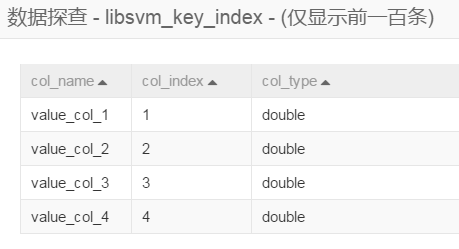 数据探查 - libsvm_key_index - (仅显示前一百条)
col_name col_index col_type
value_col_1 1 double
value_col_2 2 double
value_col_3 3 double
value_col_4 4 double